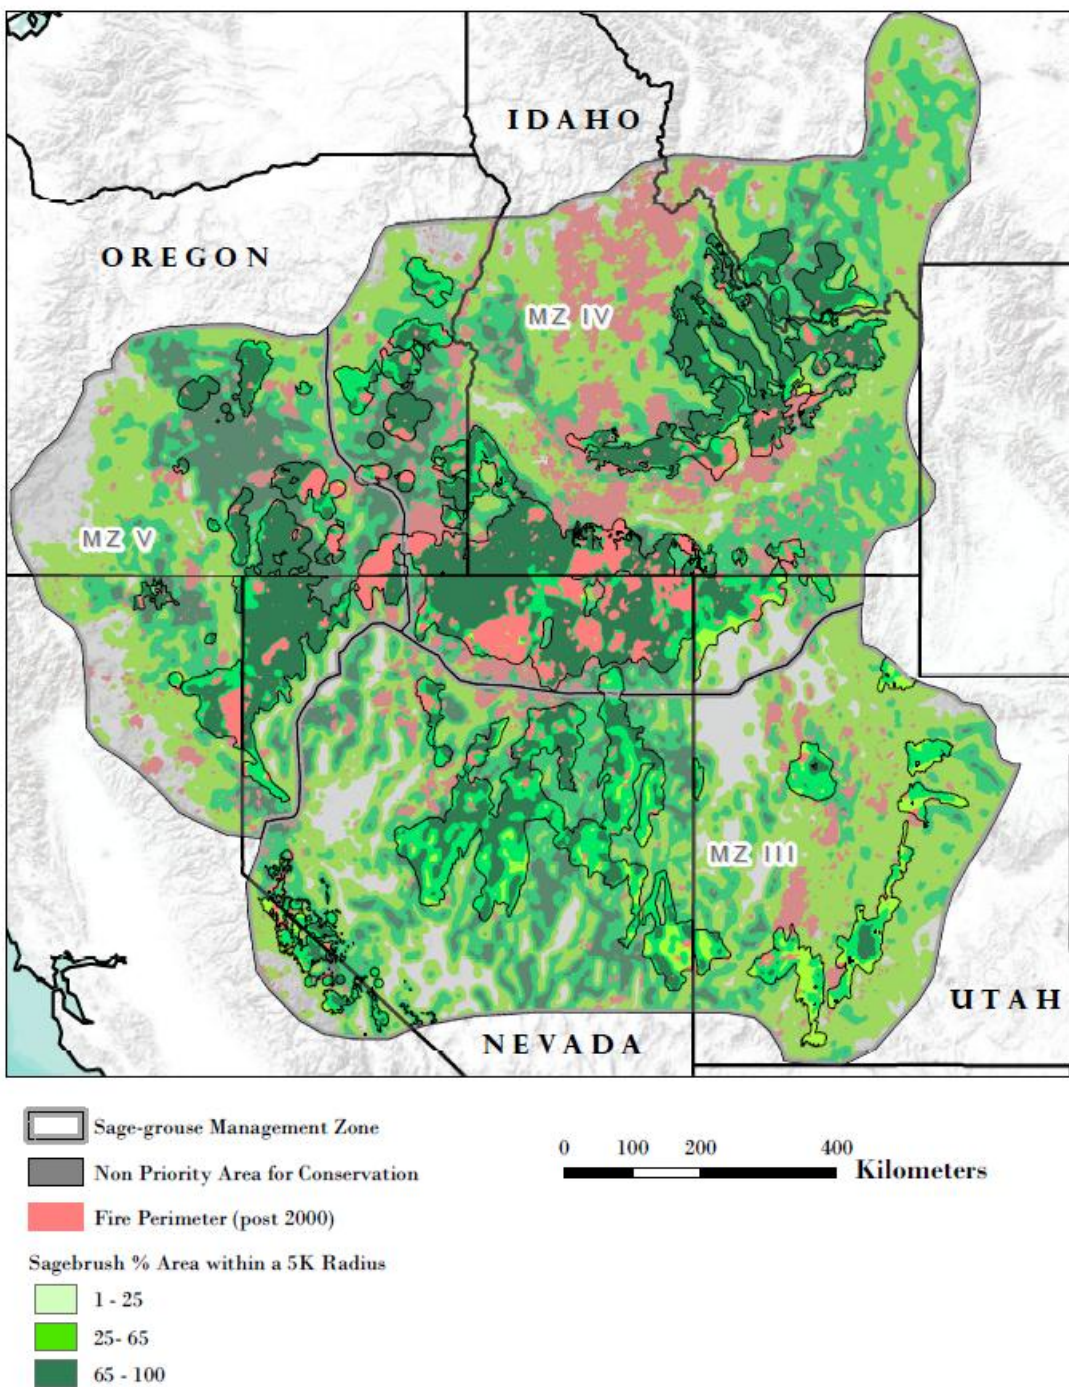 IDAHO
OREGON
MZ IV
MZ V
MZ III
UTAH
NEVADA
Sage-grouse Management Zone
0 100 200 400
Kilometers
Non Priority Area for Conservation
Fire Perimeter (post 2000)
Sagebrush % Area within a 5K Radius
1 - 25
25- 65
65 - 100